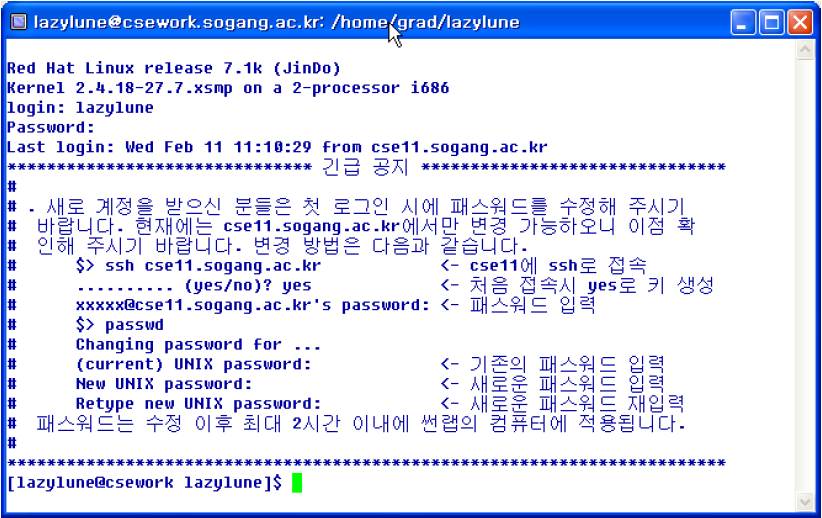 lazylune@csework.sogang.ac.kr: /home/grad/lazylune
Red Hat Linux release 7.1k (JinDo)
Kernel 2.4.18-27.7.xsmp on a 2-processor i686
login: lazylune
Password:
Last login: Wed Feb 11 11:10:29 from cse11.sogang.ac.kr
******************************* 긴급 공지 *******************************
#
# . 새로 계정을 받으신 분들은 첫 로그인 시에 패스워드를 수정해 주시기
#  바랍니다. 현재에는 cse11.sogang.ac.kr에서만 변경 가능하오니 이점 확
#  인해 주시기 바랍니다. 변경 방법은 다음과 같습니다.
#      $> ssh cse11.sogang.ac.kr            <- cse11에 ssh로 접속
#      .......... (yes/no)? yes             <- 처음 접속시 yes로 키 생성
#      xxxxx@cse11.sogang.ac.kr's password: <- 패스워드 입력
#      $> passwd
#      Changing password for ...
#      (current) UNIX password:             <- 기존의 패스워드 입력
#      New UNIX password:                   <- 새로운 패스워드 입력
#      Retype new UNIX password:            <- 새로운 패스워드 재입력
#  패스워드는 수정 이후 최대 2시간 이내에 썬랩의 컴퓨터에 적용됩니다.
#
*************************************************************************
[lazylune@csework lazylune]$